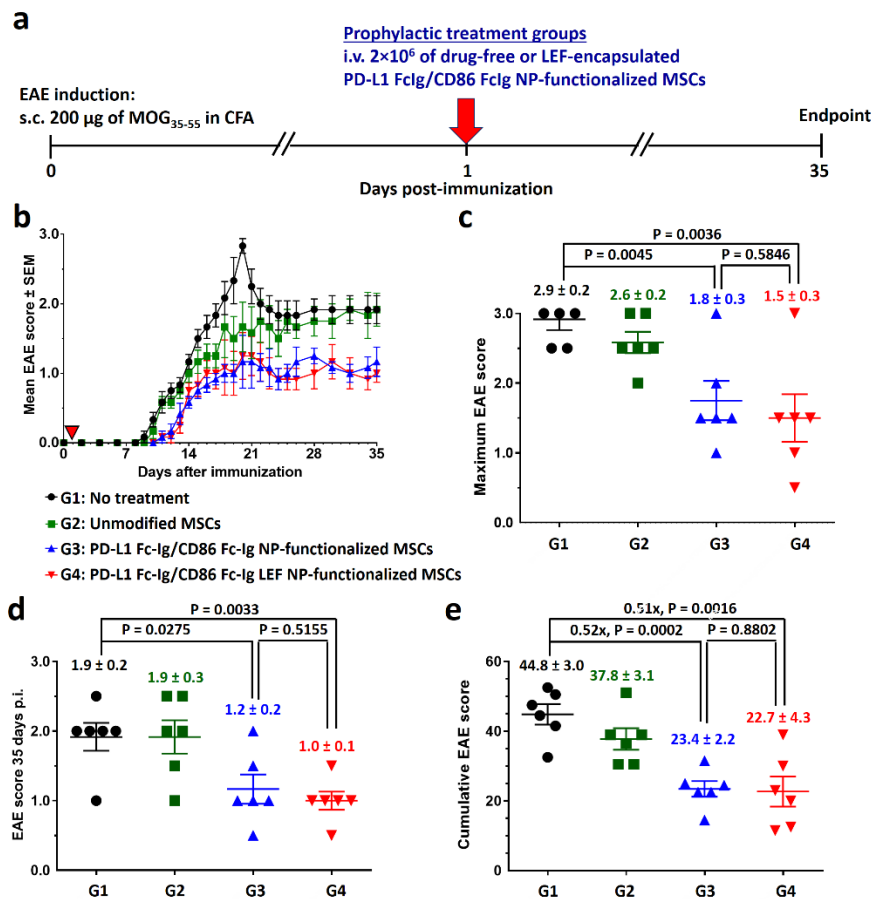 a
Prophylactic treatment groups
i.v. 2×10⁶ of drug-free or LEF-encapsulated
PD-L1 FcIg/CD86 FcIg NP-functionalized MSCs
EAE induction:
s.c. 200 µg of MOG₃₅₋₅₅ in CFA
Endpoint
0
1
35
Days post-immunization
b
Mean EAE score ± SEM
3.0
2.0
1.0
0.0
0
7
14
21
28
35
Days after immunization
G1: No treatment
G2: Unmodified MSCs
G3: PD-L1 Fc-Ig/CD86 Fc-Ig NP-functionalized MSCs
G4: PD-L1 Fc-Ig/CD86 Fc-Ig LEF NP-functionalized MSCs
c
P = 0.0036
P = 0.0045
P = 0.5846
2.9 ± 0.2
2.6 ± 0.2
1.8 ± 0.3
1.5 ± 0.3
Maximum EAE score
3.0
2.0
1.0
0.0
G1
G2
G3
G4
d
P = 0.0033
P = 0.0275
P = 0.5155
1.9 ± 0.2
1.9 ± 0.3
1.2 ± 0.2
1.0 ± 0.1
EAE score 35 days p.i.
3.0
2.0
1.0
0.0
G1
G2
G3
G4
e
0.51x, P = 0.0016
0.52x, P = 0.0002
P = 0.8802
44.8 ± 3.0
37.8 ± 3.1
23.4 ± 2.2
22.7 ± 4.3
Cumulative EAE score
60
40
20
0
G1
G2
G3
G4